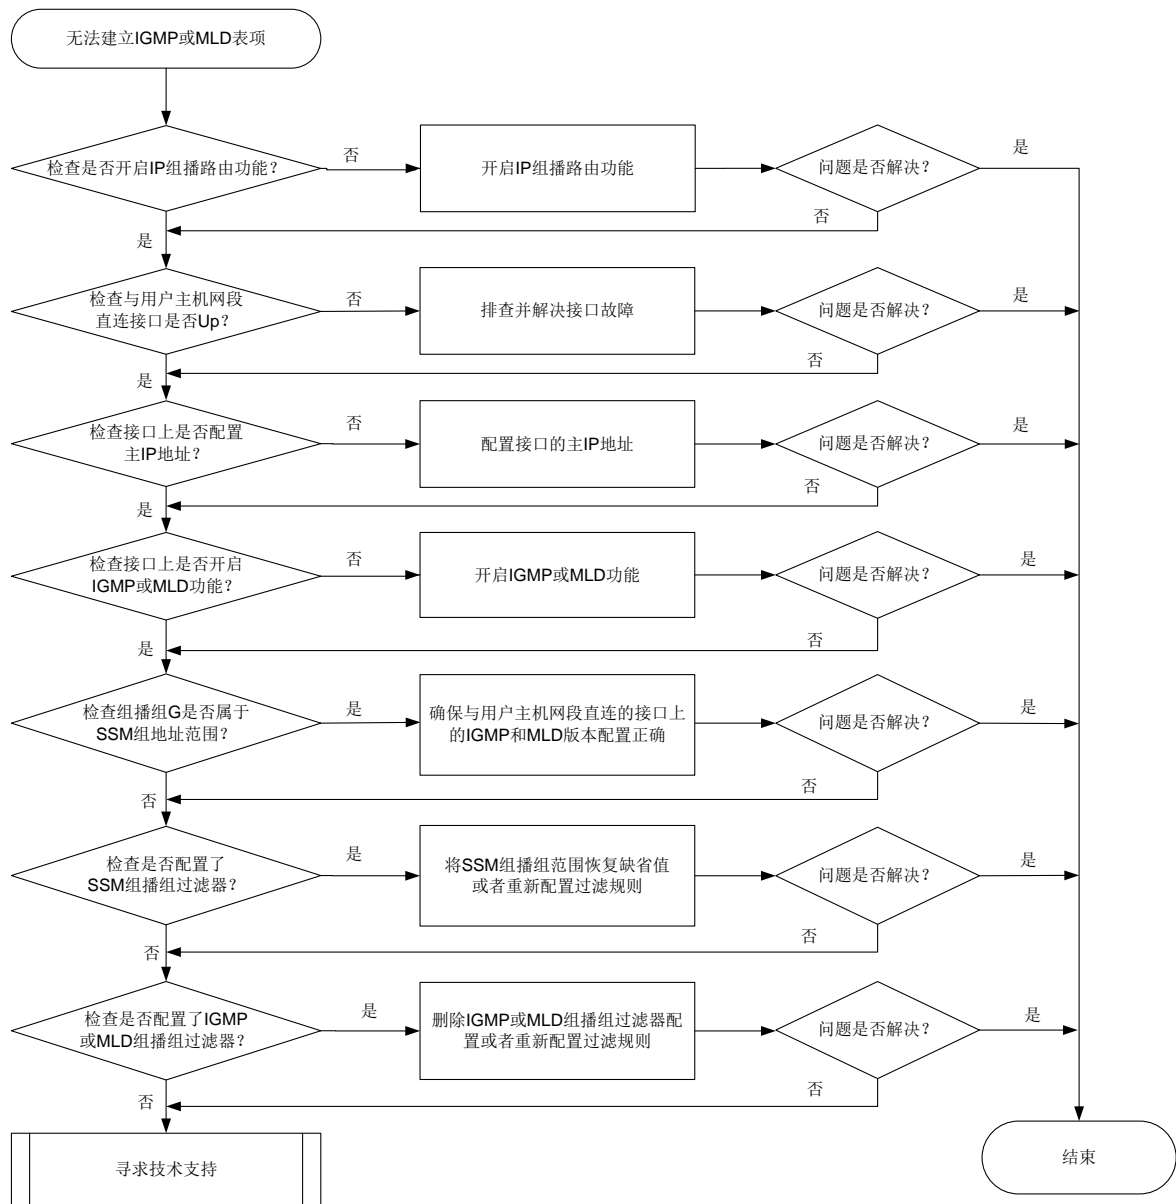 无法建立IGMP或MLD表项
检查是否开启IP组播路由功能？
否
开启IP组播路由功能
问题是否解决？
是
否
是
检查与用户主机网段
直连接口是否Up？
否
排查并解决接口故障
问题是否解决？
是
否
是
检查接口上是否配置
主IP地址？
否
配置接口的主IP地址
问题是否解决？
是
否
是
检查接口上是否开启
IGMP或MLD功能？
否
开启IGMP或MLD功能
问题是否解决？
是
否
是
检查组播组G是否属于
SSM组地址范围？
是
确保与用户主机网段直连的接口上
的IGMP和MLD版本配置正确
问题是否解决？
是
否
否
检查是否配置了
SSM组播组过滤器？
是
将SSM组播组范围恢复缺省值
或者重新配置过滤规则
问题是否解决？
是
否
否
检查是否配置了IGMP
或MLD组播组过滤器？
是
删除IGMP或MLD组播组过滤器配
置或者重新配置过滤规则
问题是否解决？
是
否
否
寻求技术支持
结束